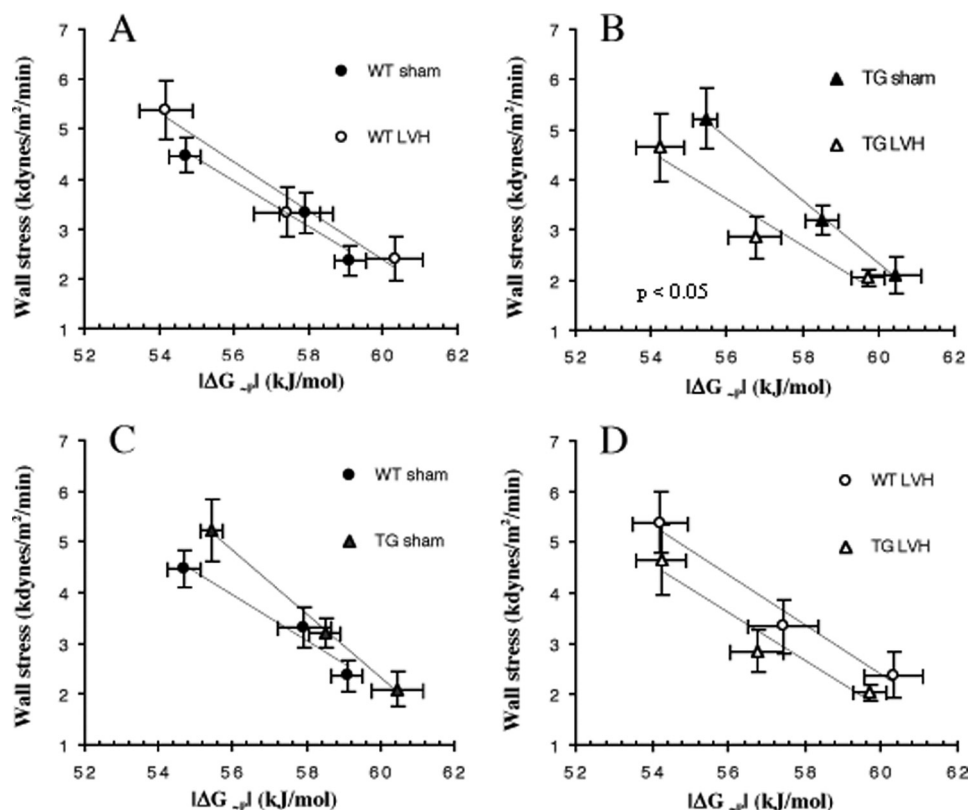 A
B
7
6
5
4
3
2
1
Wall stress (kdynes/m²/min)
WT sham
WT LVH
52 54 56 58 60 62
|ΔG ~P| (kJ/mol)
7
6
5
4
3
2
1
Wall stress (kdynes/m²/min)
TG sham
TG LVH
p < 0.05
52 54 56 58 60 62
|ΔG ~P| (kJ/mol)
C
D
7
6
5
4
3
2
1
Wall stress (kdynes/m²/min)
WT sham
TG sham
52 54 56 58 60 62
|ΔG ~P| (kJ/mol)
7
6
5
4
3
2
1
Wall stress (kdynes/m²/min)
WT LVH
TG LVH
52 54 56 58 60 62
|ΔG ~P| (kJ/mol)